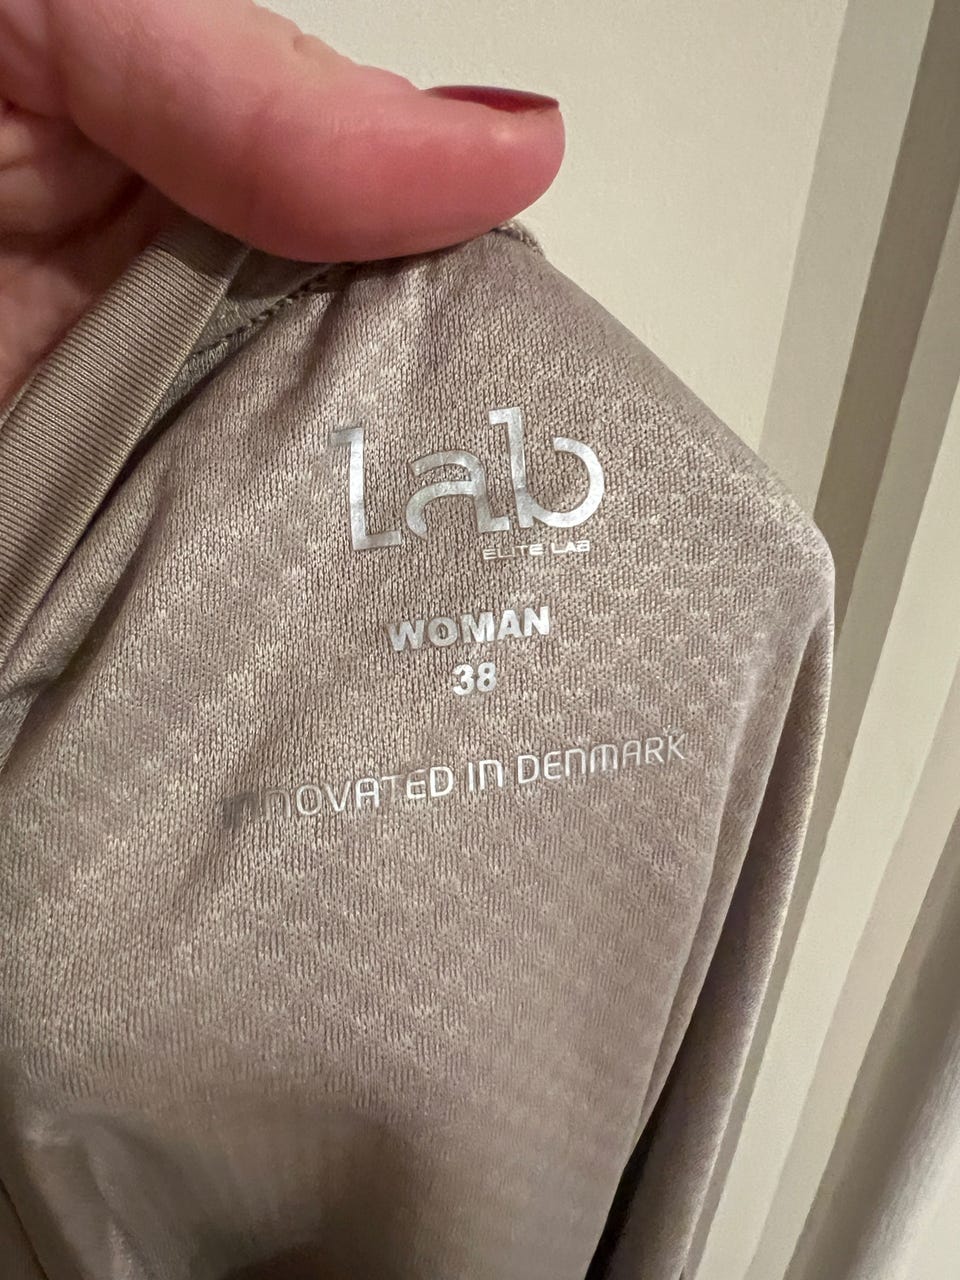 Lab
ELITE LAB
WOMAN
38
INNOVATED IN DENMARK